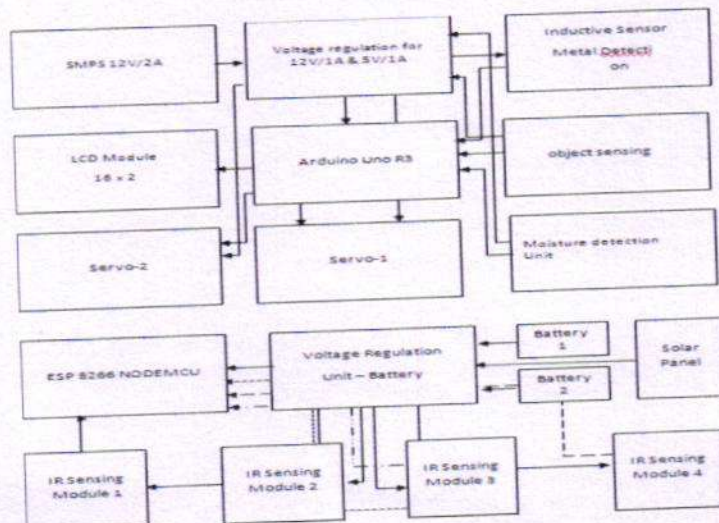 SMPS 12V/2A
Voltage regulation for
12V/1A & 5V/1A
Inductive Sensor
Metal Detecti
on
LCD Module
16 x 2
Arduino Uno R3
object sensing
Servo-2
Servo-1
Moisture detection
Unit
ESP 8266 NODEMCU
Voltage Regulation
Unit – Battery
Battery
1
Battery
2
Solar
Panel
IR Sensing
Module 1
IR Sensing
Module 2
IR Sensing
Module 3
IR Sensing
Module 4